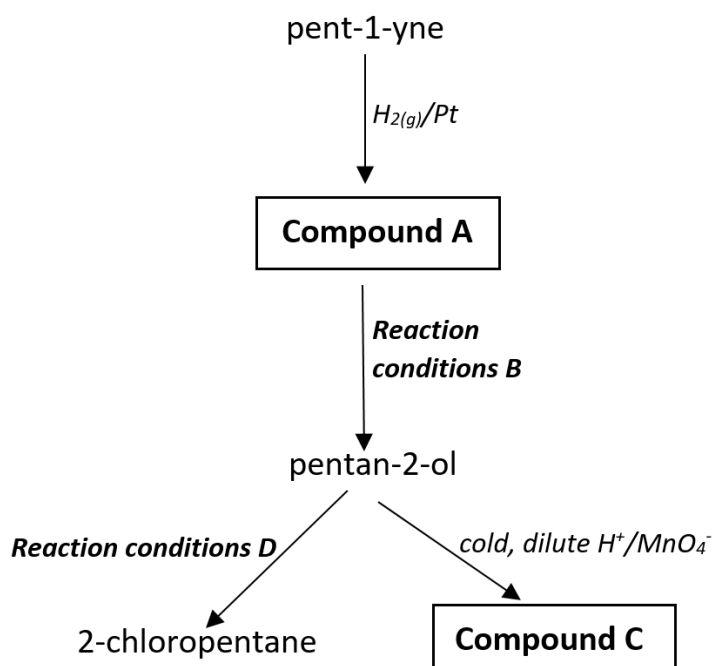 pent-1-yne
H₂₍g₎/Pt
Compound A
Reaction
conditions B
pentan-2-ol
Reaction conditions D
cold, dilute H⁺/MnO₄⁻
2-chloropentane
Compound C